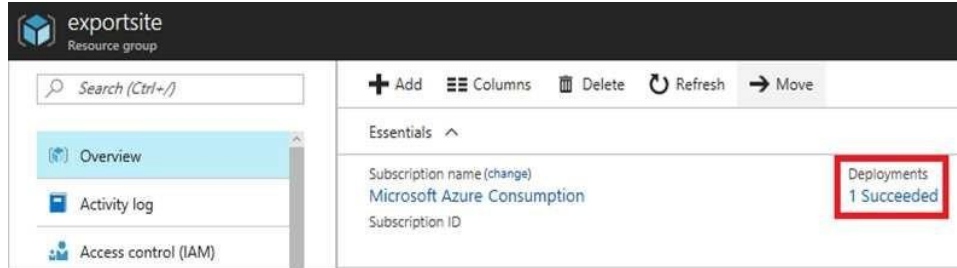 exportsite
Resource group
Search (Ctrl+/)
Add Columns Delete Refresh Move
Essentials
Overview
Subscription name (change)
Deployments
Microsoft Azure Consumption
1 Succeeded
Activity log
Subscription ID
Access control (IAM)